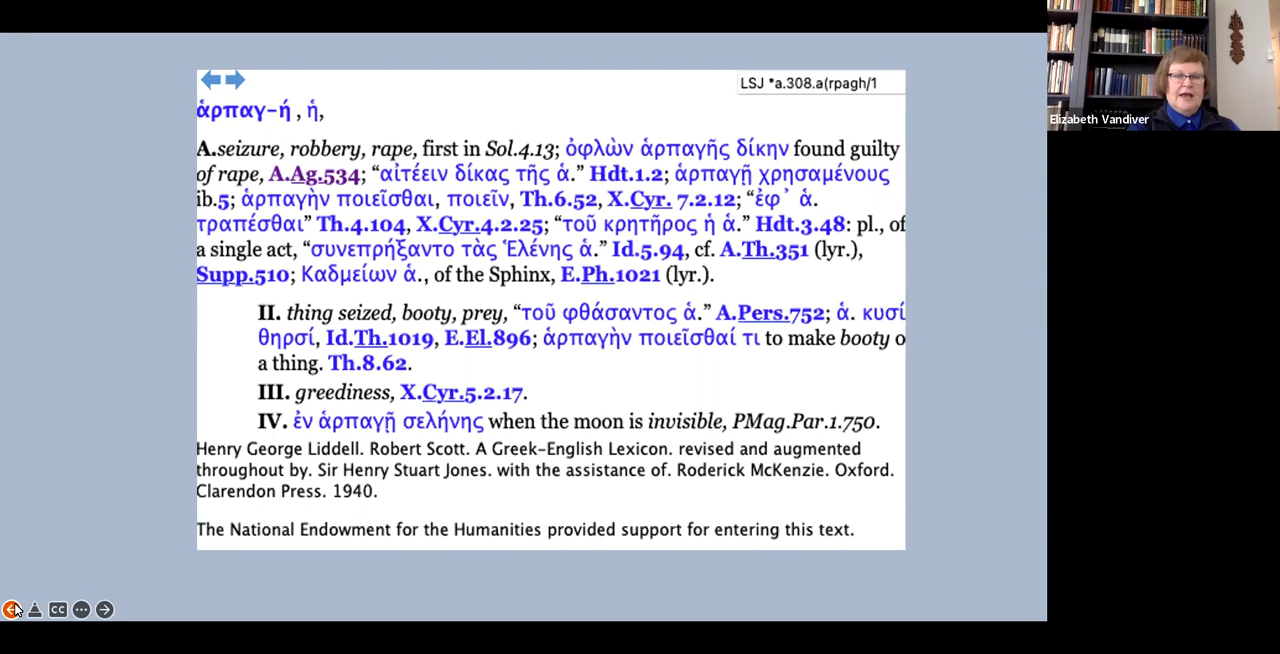 LSJ *a.308.a(rpagh/1
Elizabeth Vandiver
ἁρπαγ-ή , ἡ,
A.seizure, robbery, rape, first in Sol.4.13; ὀφλὼν ἁρπαγῆς δίκην found guilty
of rape, A.Ag.534; “αἰτέειν δίκας τῆς ἁ.” Hdt.1.2; ἁρπαγῇ χρησαμένους
ib.5; ἁρπαγὴν ποιεῖσθαι, ποιεῖν, Th.6.52, X.Cyr. 7.2.12; “ἐφ᾽ ἁ.
τραπέσθαι” Th.4.104, X.Cyr.4.2.25; “τοῦ κρητῆρος ἡ ἁ.” Hdt.3.48: pl., of
a single act, “συνεπρήξαντο τὰς Ἑλένης ἁ.” Id.5.94, cf. A.Th.351 (lyr.),
Supp.510; Καδμείων ἁ., of the Sphinx, E.Ph.1021 (lyr.).
II. thing seized, booty, prey, “τοῦ φθάσαντος ἁ.” A.Pers.752; ἁ. κυσί
θηρσί, Id.Th.1019, E.El.896; ἁρπαγὴν ποιεῖσθαί τι to make booty o
a thing. Th.8.62.
III. greediness, X.Cyr.5.2.17.
IV. ἐν ἁρπαγῇ σελήνης when the moon is invisible, PMag.Par.1.750.
Henry George Liddell. Robert Scott. A Greek-English Lexicon. revised and augmented
throughout by. Sir Henry Stuart Jones. with the assistance of. Roderick McKenzie. Oxford.
Clarendon Press. 1940.
The National Endowment for the Humanities provided support for entering this text.
CC